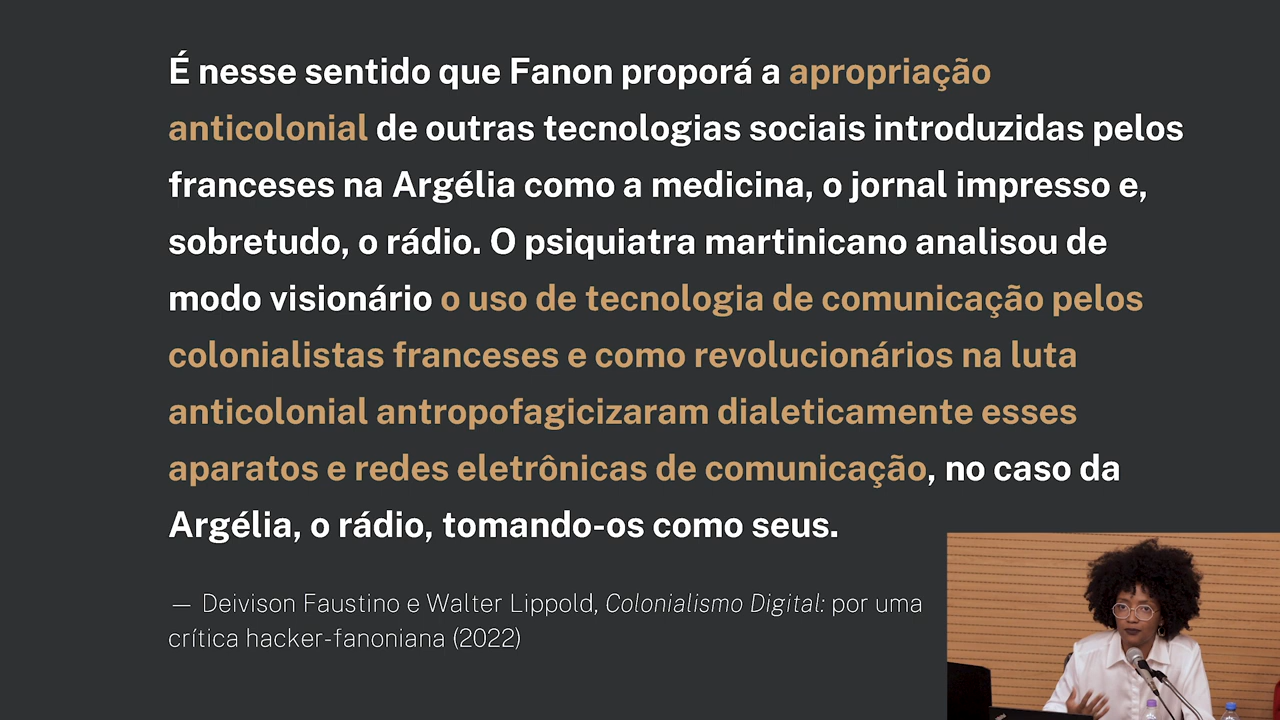 É nesse sentido que Fanon proporá a apropriação
anticolonial de outras tecnologias sociais introduzidas pelos
franceses na Argélia como a medicina, o jornal impresso e,
sobretudo, o rádio. O psiquiatra martinicano analisou de
modo visionário o uso de tecnologia de comunicação pelos
colonialistas franceses e como revolucionários na luta
anticolonial antropofagicizaram dialeticamente esses
aparatos e redes eletrônicas de comunicação, no caso da
Argélia, o rádio, tomando-os como seus.
— Deivison Faustino e Walter Lippold, Colonialismo Digital: por uma
crítica hacker-fanoniana (2022)